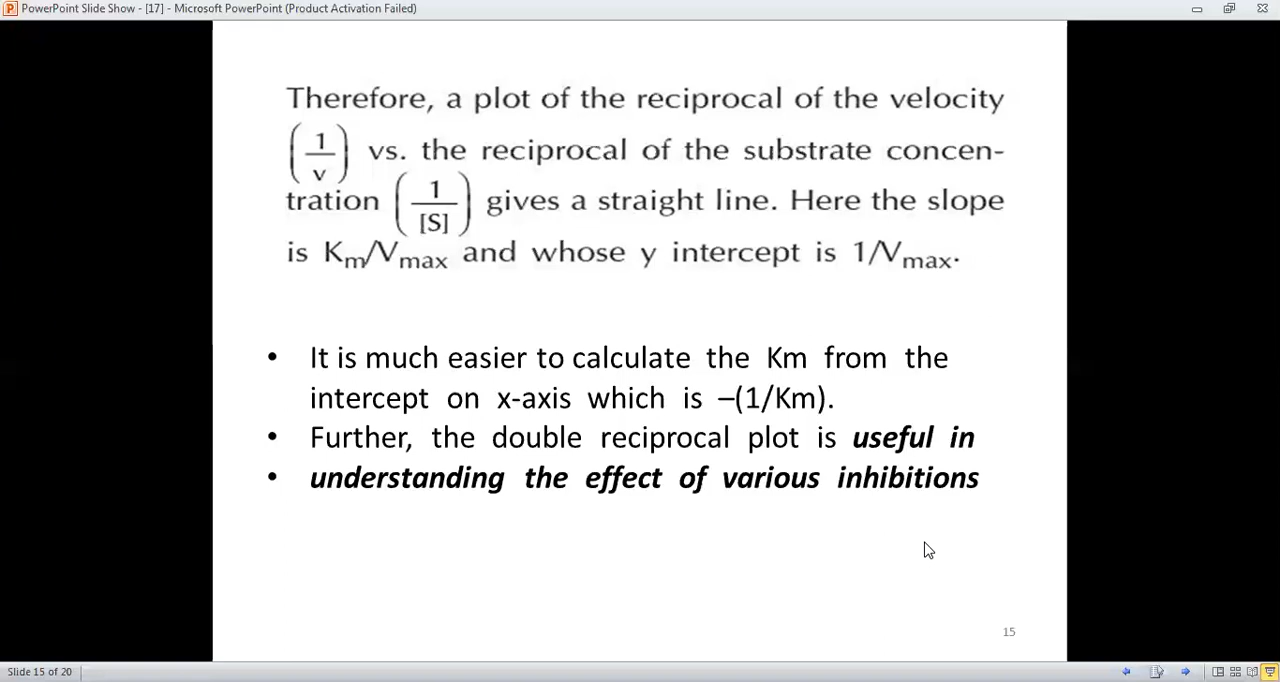 PowerPoint Slide Show - [17] - Microsoft PowerPoint (Product Activation Failed)
Therefore, a plot of the reciprocal of the velocity
(1/v) vs. the reciprocal of the substrate concen-
tration (1/[S]) gives a straight line. Here the slope
is Km/Vmax and whose y intercept is 1/Vmax.
• It is much easier to calculate the Km from the
intercept on x-axis which is –(1/Km).
• Further, the double reciprocal plot is useful in
• understanding the effect of various inhibitions
15
Slide 15 of 20